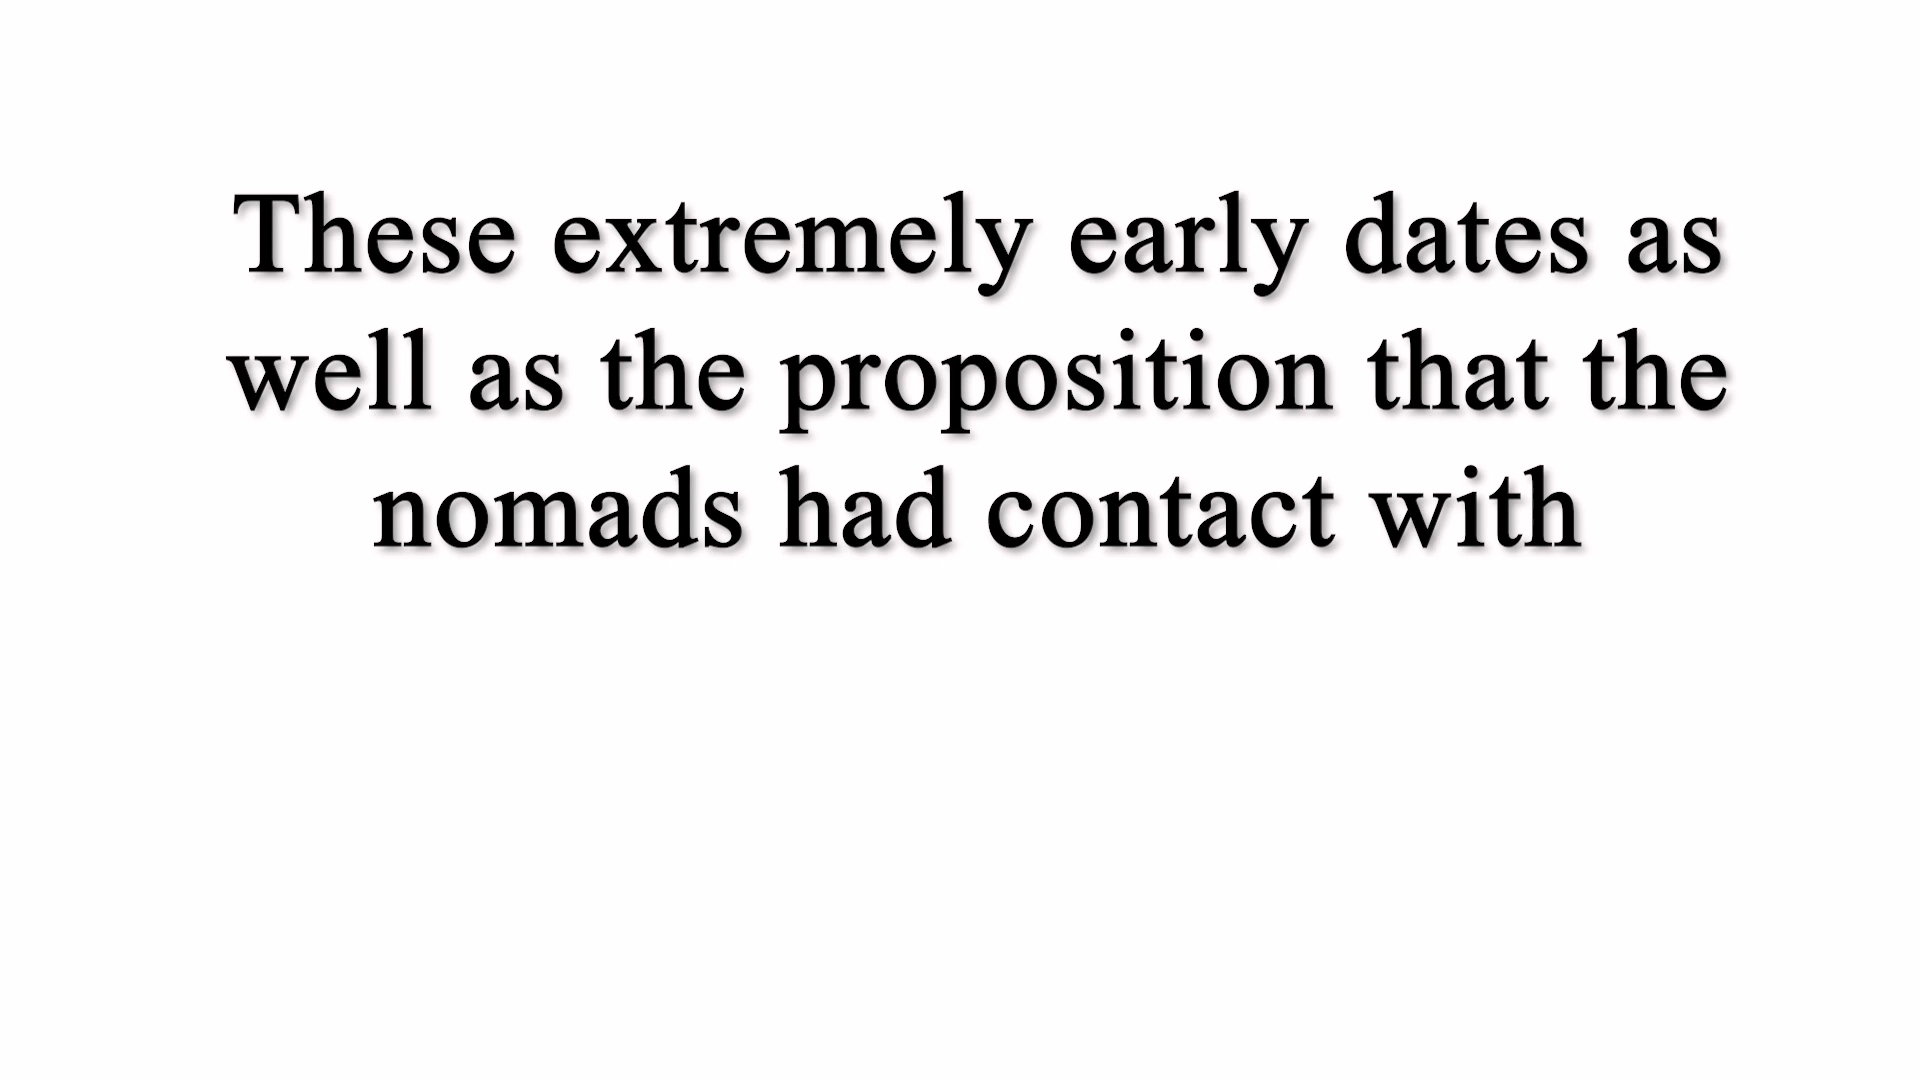 These extremely early dates as
well as the proposition that the
nomads had contact with